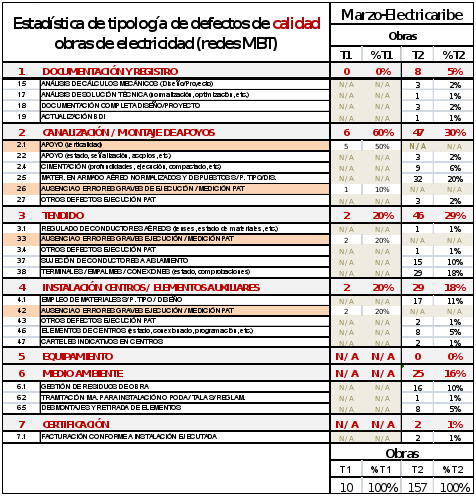 Estadística de tipología de defectos de calidad
obras de electricidad (redes MBT)
Marzo-Electricaribe
Obras
T1 %T1 T2 %T2
1 DOCUMENTACIÓN Y REGISTRO 0 0% 8 5%
1.5 ANÁLISIS DE CÁLCULOS MECÁNICOS (Diseño/Proyecto) N/A N/A 3 2%
1.7 ANÁLISIS DE SOLUCIÓN TÉCNICA (normalización, optimización, etc.) N/A N/A 1 1%
1.8 DOCUMENTACIÓN COMPLETA DISEÑO/PROYECTO N/A N/A 3 2%
1.9 ACTUALIZACIÓN BDI N/A N/A 1 1%
2 CANALIZACIÓN / MONTAJE DE APOYOS 6 60% 47 30%
2.1 APOYO (verticalidad) 5 50% N/A N/A
2.2 APOYO (estado, señalización, acopios, etc.) N/A N/A 3 2%
2.4 CIMENTACIÓN (profundidades, ejecución, compactado, etc.) N/A N/A 9 6%
2.5 MATER. EN ARMADO AÉREO NORMALIZADOS Y DISPUESTOS S/P. TIPO/DIS. N/A N/A 32 20%
2.6 AUSENCIA O ERRORES GRAVES DE EJECUCIÓN / MEDICIÓN PAT 1 10% N/A N/A
2.7 OTROS DEFECTOS EJECUCIÓN PAT N/A N/A 3 2%
3 TENDIDO 2 20% 46 29%
3.1 REGULADO DE CONDUCTORES AÉREOS (tenses, estado de materiales, etc.) N/A N/A 1 1%
3.3 AUSENCIA O ERRORES GRAVES EJECUCIÓN / MEDICIÓN PAT 2 20% N/A N/A
3.4 OTROS DEFECTOS EJECUCIÓN PAT N/A N/A 1 1%
3.7 SUJECIÓN DE CONDUCTORES A AISLAMIENTO N/A N/A 15 10%
3.8 TERMINALES / EMPALMES / CONEXIONES (estado, comprobaciones) N/A N/A 29 18%
4 INSTALACIÓN CENTROS / ELEMENTOS AUXILIARES 2 20% 29 18%
4.1 EMPLEO DE MATERIALES S/P. TIPO / DISEÑO N/A N/A 17 11%
4.2 AUSENCIA O ERRORES GRAVES EJECUCIÓN / MEDICIÓN PAT 2 20% N/A N/A
4.3 OTROS DEFECTOS EJECUCIÓN PAT N/A N/A 2 1%
4.6 ELEMENTOS DE CENTROS (estado, conexionado, programación, etc.) N/A N/A 8 5%
4.7 CARTELES INDICATIVOS EN CENTROS N/A N/A 2 1%
5 EQUIPAMIENTO N/A N/A 0 0%
6 MEDIO AMBIENTE N/A N/A 25 16%
6.1 GESTIÓN DE RESIDUOS DE OBRA N/A N/A 16 10%
6.2 TRAMITACIÓN MA. PARA INSTALACIÓN O PODA/TALAS/REGLAM. N/A N/A 1 1%
6.5 DESMONTAJES Y RETIRADA DE ELEMENTOS N/A N/A 8 5%
7 CERTIFICACIÓN N/A N/A 2 1%
7.1 FACTURACIÓN CONFORME A INSTALACIÓN EJECUTADA N/A N/A 2 1%
Obras
T1 %T1 T2 %T2
10 100% 157 100%